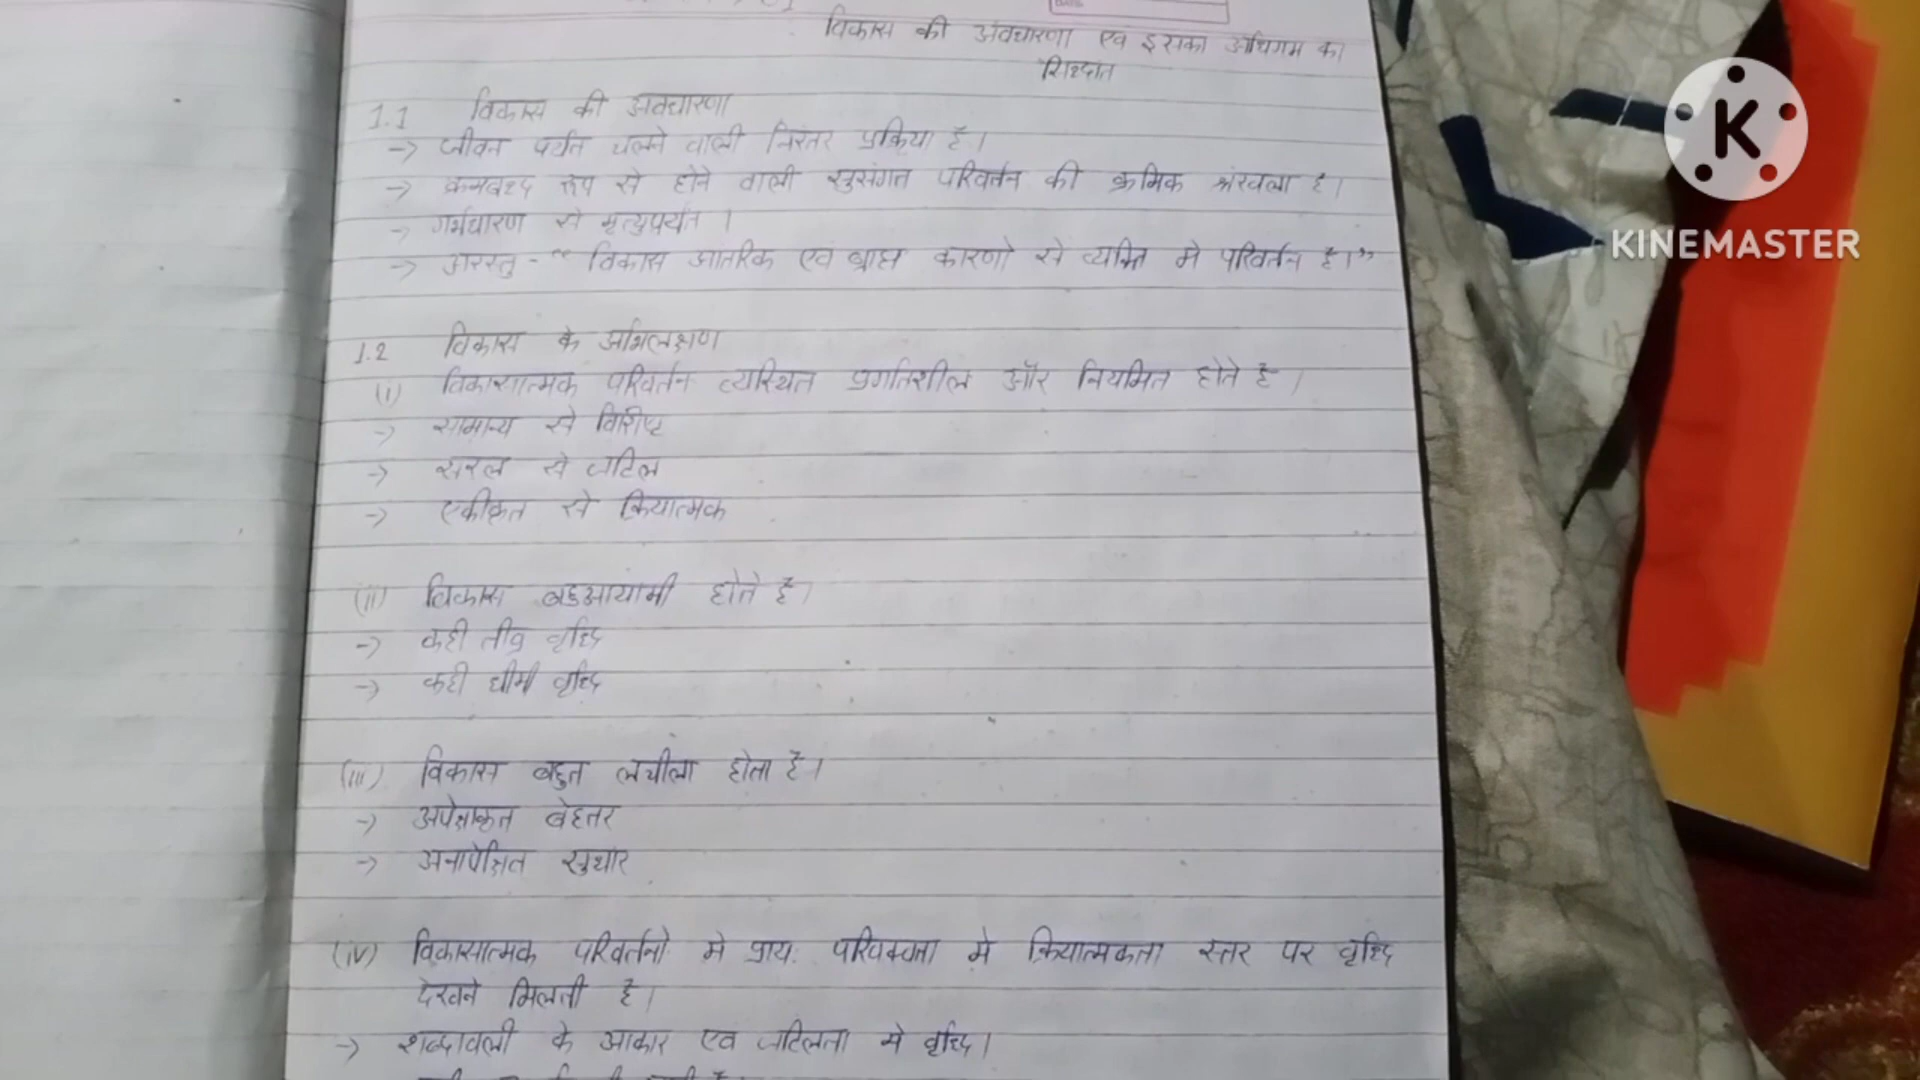 विकास की अवधारणा एव इसका अधिगम का
सिध्दांत
1.1 विकास की अवधारणा
-> जीवन पर्यंत चलने वाली निरंतर प्रक्रिया है।
-> क्रमबध्द रूप से होने वाली सुसंगत परिवर्तन की क्रमिक श्रंखला है।
-> गर्भधारण से मृत्युपर्यंत।
-> अरस्तु - "विकास आंतरिक एवं बाह्य कारणो से व्यक्ति मे परिवर्तन है।"
1.2 विकास के अभिलक्षण
(i) विकासात्मक परिवर्तन व्यस्थित प्रगतिशील और नियमित होते है।
-> सामान्य से विशिष्ट
-> सरल से जटिल
-> एकीकृत से क्रियात्मक
(ii) विकास बहुआयामी होते है।
-> कही तीव्र वृध्दि
-> कही धीमी वृध्दि
(iii) विकास बहुत लचीला होता है।
-> अपेक्षाकृत बेहतर
-> अनापेक्षित सुधार
(iv) विकासात्मक परिवर्तनो मे प्राय: परिपक्वता मे क्रियात्मकता स्तर पर वृध्दि
देखने मिलती है।
-> शब्दावली के आकार एव जटिलता मे वृध्दि।
K
KINEMASTER